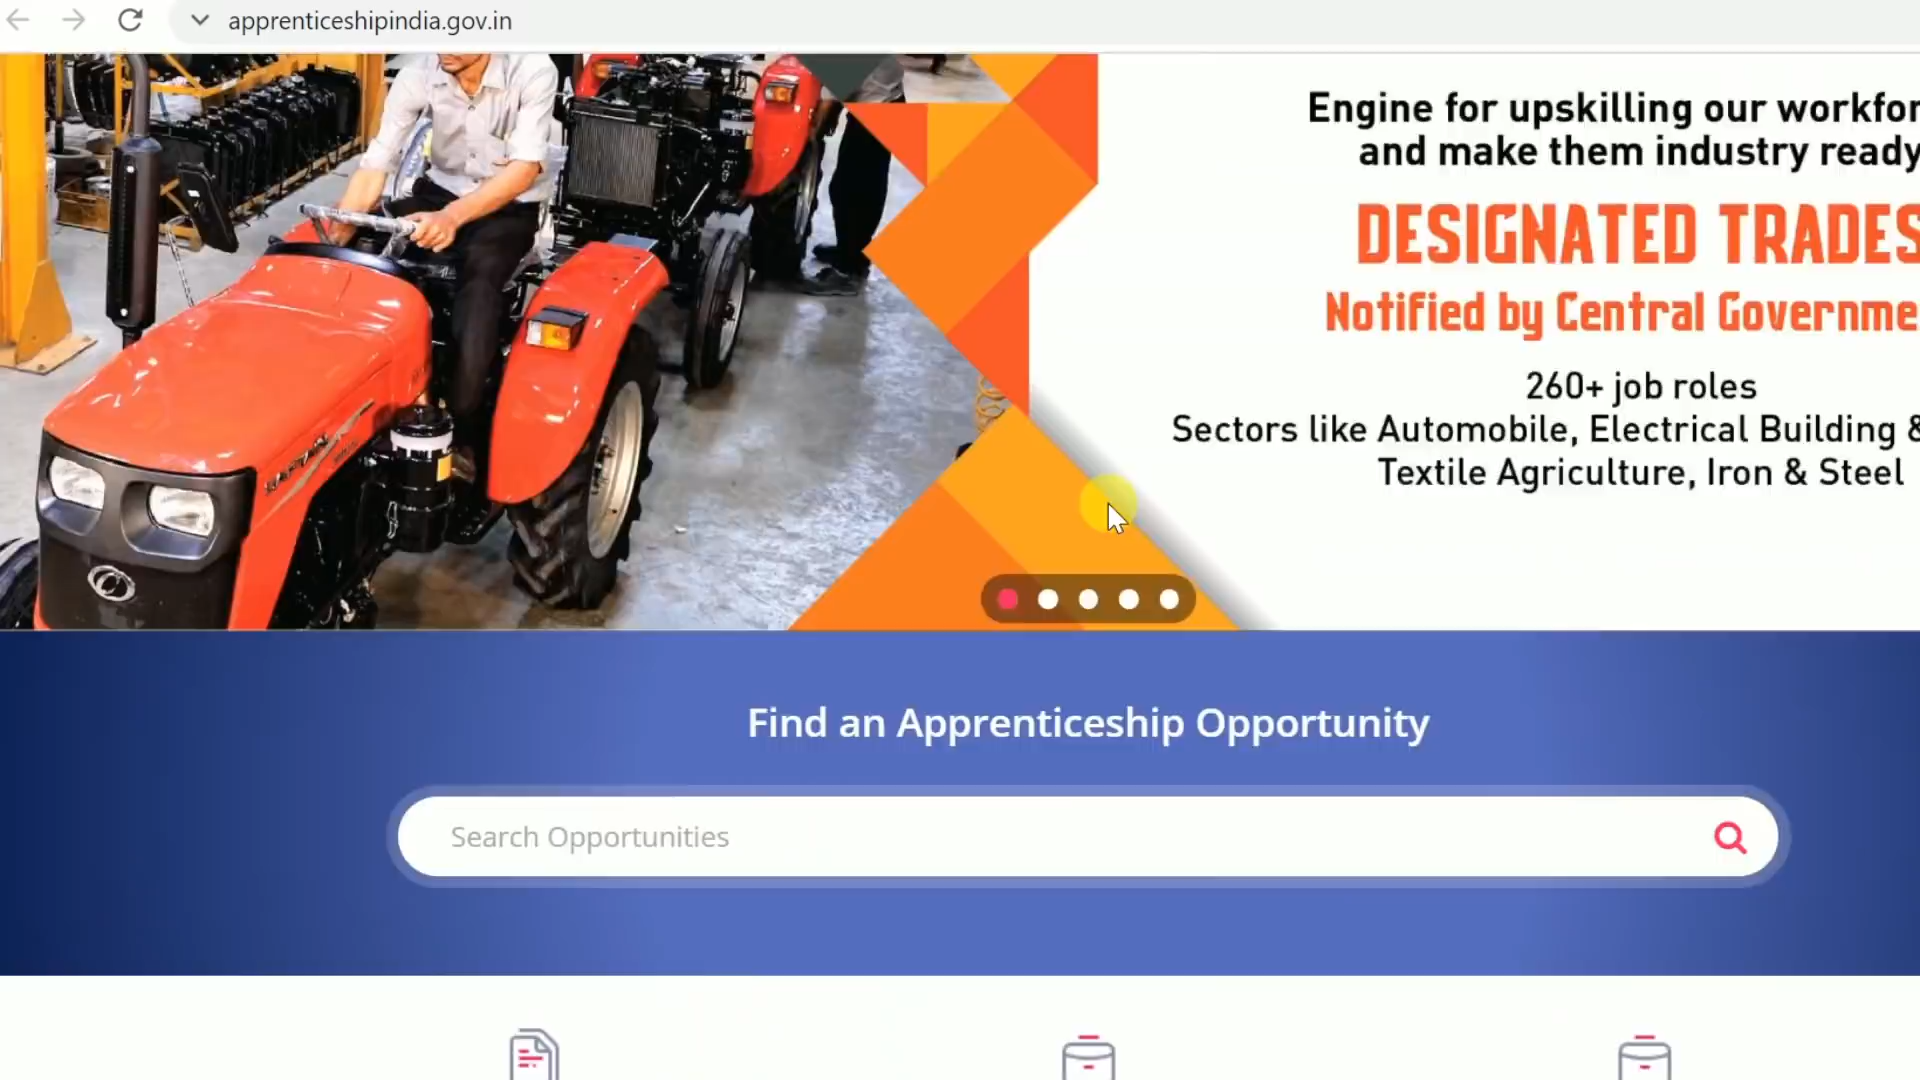 apprenticeshipindia.gov.in
Engine for upskilling our workfor
and make them industry ready
DESIGNATED TRADES
Notified by Central Governme
260+ job roles
Sectors like Automobile, Electrical Building &
Textile Agriculture, Iron & Steel
Find an Apprenticeship Opportunity
Search Opportunities